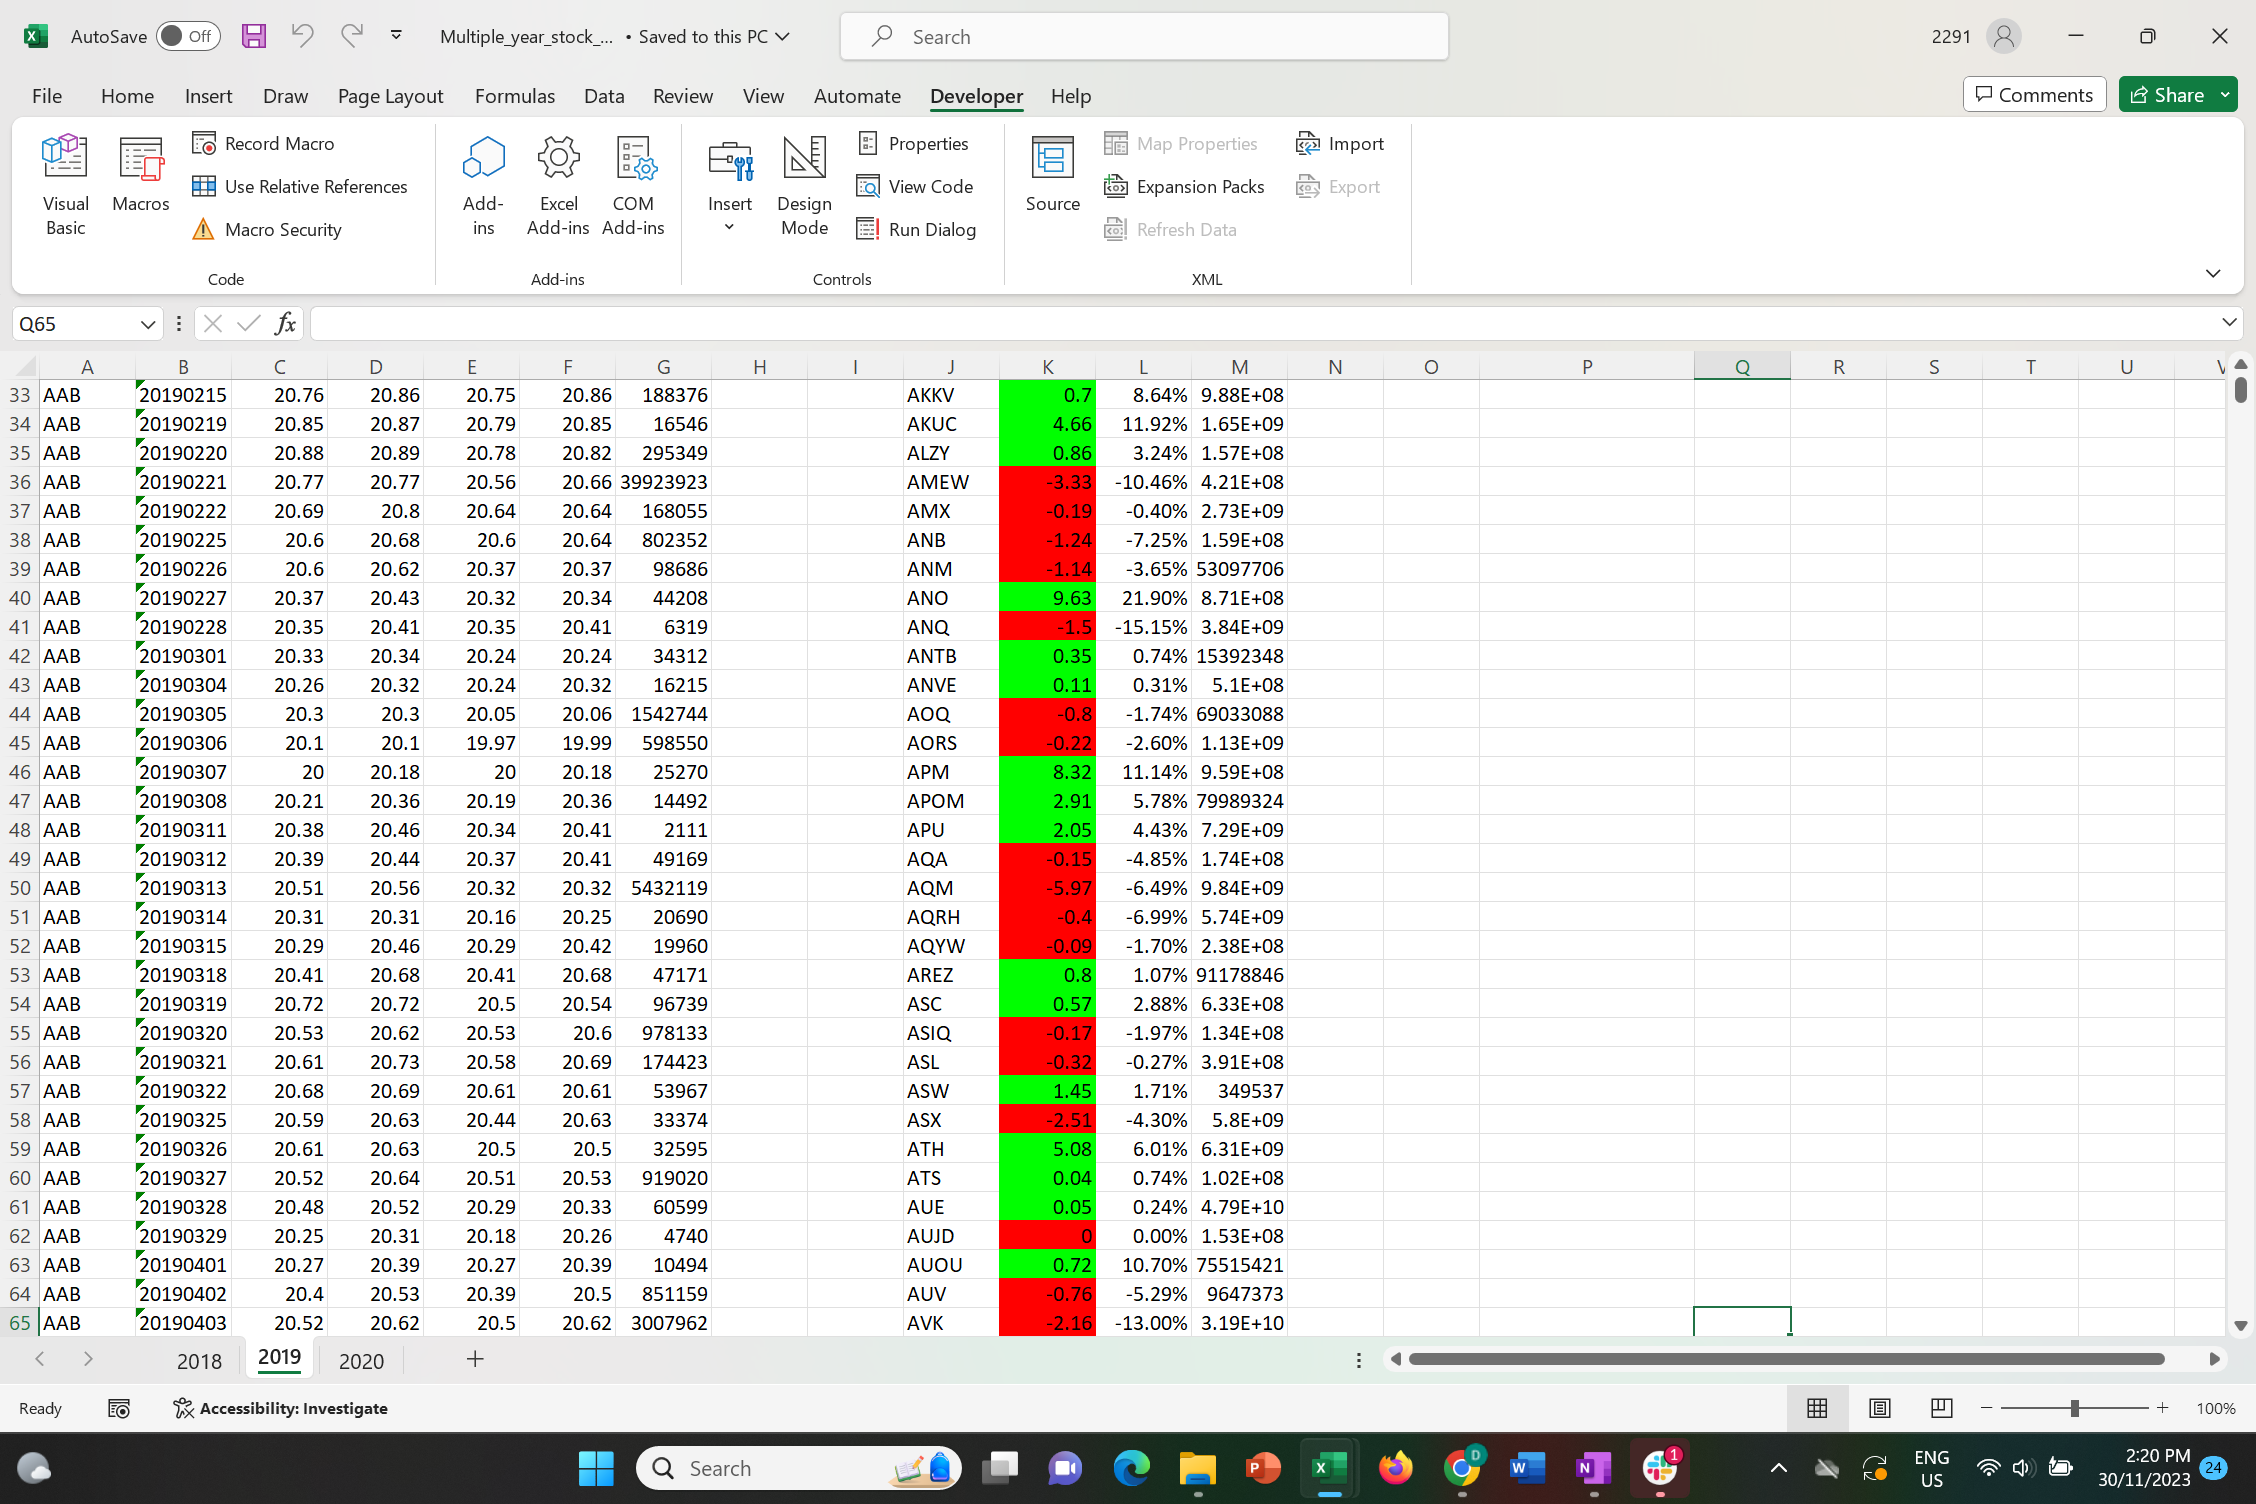 AutoSave Off Multiple_year_stock_... • Saved to this PC Search 2291
File Home Insert Draw Page Layout Formulas Data Review View Automate Developer Help Comments Share
Visual Basic
Macros
Record Macro
Use Relative References
Macro Security
Code
Add-ins
Excel Add-ins
COM Add-ins
Add-ins
Insert
Design Mode
Properties
View Code
Run Dialog
Controls
Source
Map Properties
Expansion Packs
Refresh Data
Import
Export
XML
Q65 fx
A B C D E F G H I J K L M N O P Q R S T U
33 AAB 20190215 20.76 20.86 20.75 20.86 188376 AKKV 0.7 8.64% 9.88E+08
34 AAB 20190219 20.85 20.87 20.79 20.85 16546 AKUC 4.66 11.92% 1.65E+09
35 AAB 20190220 20.88 20.89 20.78 20.82 295349 ALZY 0.86 3.24% 1.57E+08
36 AAB 20190221 20.77 20.77 20.56 20.66 39923923 AMEW -3.33 -10.46% 4.21E+08
37 AAB 20190222 20.69 20.8 20.64 20.64 168055 AMX -0.19 -0.40% 2.73E+09
38 AAB 20190225 20.6 20.68 20.6 20.64 802352 ANB -1.24 -7.25% 1.59E+08
39 AAB 20190226 20.6 20.62 20.37 20.37 98686 ANM -1.14 -3.65% 53097706
40 AAB 20190227 20.37 20.43 20.32 20.34 44208 ANO 9.63 21.90% 8.71E+08
41 AAB 20190228 20.35 20.41 20.35 20.41 6319 ANQ -1.5 -15.15% 3.84E+09
42 AAB 20190301 20.33 20.34 20.24 20.24 34312 ANTB 0.35 0.74% 15392348
43 AAB 20190304 20.26 20.32 20.24 20.32 16215 ANVE 0.11 0.31% 5.1E+08
44 AAB 20190305 20.3 20.3 20.05 20.06 1542744 AOQ -0.8 -1.74% 69033088
45 AAB 20190306 20.1 20.1 19.97 19.99 598550 AORS -0.22 -2.60% 1.13E+09
46 AAB 20190307 20 20.18 20 20.18 25270 APM 8.32 11.14% 9.59E+08
47 AAB 20190308 20.21 20.36 20.19 20.36 14492 APOM 2.91 5.78% 79989324
48 AAB 20190311 20.38 20.46 20.34 20.41 2111 APU 2.05 4.43% 7.29E+09
49 AAB 20190312 20.39 20.44 20.37 20.41 49169 AQA -0.15 -4.85% 1.74E+08
50 AAB 20190313 20.51 20.56 20.32 20.32 5432119 AQM -5.97 -6.49% 9.84E+09
51 AAB 20190314 20.31 20.31 20.16 20.25 20690 AQRH -0.4 -6.99% 5.74E+09
52 AAB 20190315 20.29 20.46 20.29 20.42 19960 AQYW -0.09 -1.70% 2.38E+08
53 AAB 20190318 20.41 20.68 20.41 20.68 47171 AREZ 0.8 1.07% 91178846
54 AAB 20190319 20.72 20.72 20.5 20.54 96739 ASC 0.57 2.88% 6.33E+08
55 AAB 20190320 20.53 20.62 20.53 20.6 978133 ASIQ -0.17 -1.97% 1.34E+08
56 AAB 20190321 20.61 20.73 20.58 20.69 174423 ASL -0.32 -0.27% 3.91E+08
57 AAB 20190322 20.68 20.69 20.61 20.61 53967 ASW 1.45 1.71% 349537
58 AAB 20190325 20.59 20.63 20.44 20.63 33374 ASX -2.51 -4.30% 5.8E+09
59 AAB 20190326 20.61 20.63 20.5 20.5 32595 ATH 5.08 6.01% 6.31E+09
60 AAB 20190327 20.52 20.64 20.51 20.53 919020 ATS 0.04 0.74% 1.02E+08
61 AAB 20190328 20.48 20.52 20.29 20.33 60599 AUE 0.05 0.24% 4.79E+10
62 AAB 20190329 20.25 20.31 20.18 20.26 4740 AUJD 0 0.00% 1.53E+08
63 AAB 20190401 20.27 20.39 20.27 20.39 10494 AUOU 0.72 10.70% 75515421
64 AAB 20190402 20.4 20.53 20.39 20.5 851159 AUV -0.76 -5.29% 9647373
65 AAB 20190403 20.52 20.62 20.5 20.62 3007962 AVK -2.16 -13.00% 3.19E+10
2018 2019 2020
Ready Accessibility: Investigate 100%
Search D 1 ENG US 2:20 PM 30/11/2023 24